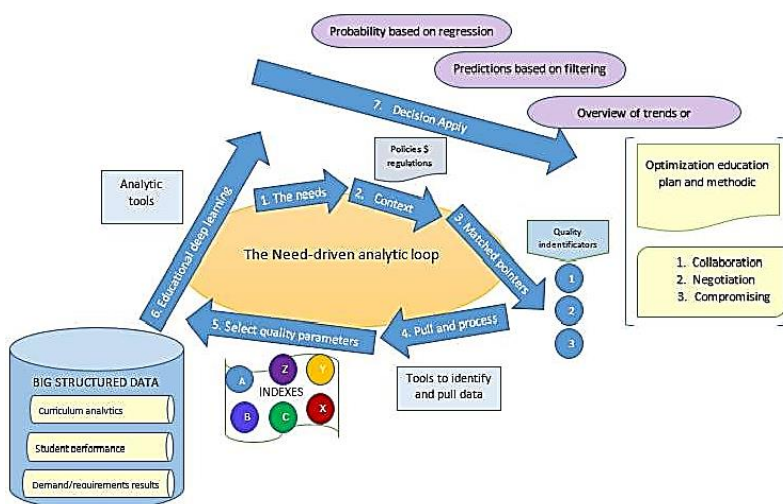 Probability based on regression
Predictions based on filtering
Overview of trends or
7. Decision Apply
Policies $
regulations
Optimization education
plan and methodic
Analytic
tools
1. The needs
2. Context
3. Matched pointers
6. Educational deep learning
Quality
indentificators
The Need-driven analytic loop
1. Collaboration
2. Negotiation
3. Compromising
1
2
3
4. Pull and process
5. Select quality parameters
BIG STRUCTURED DATA
Curriculum analytics
Student performance
Demand/requirements results
A
Z
Y
INDEXES
B
C
X
Tools to identify
and pull data